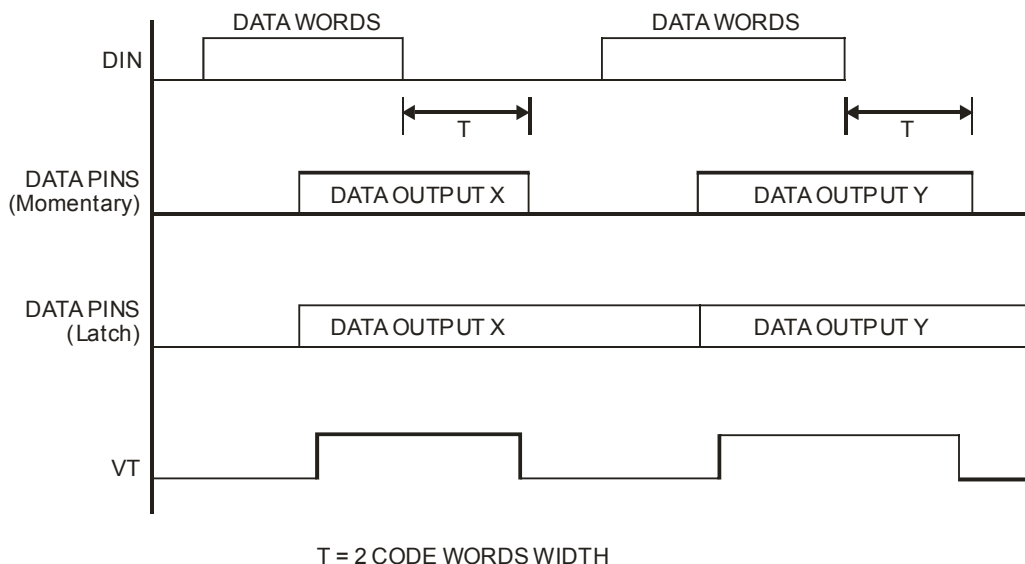 DATA WORDS DATA WORDS
DIN
T T
DATA PINS
(Momentary)
DATA OUTPUT X DATA OUTPUT Y
DATA PINS
(Latch)
DATA OUTPUT X DATA OUTPUT Y
VT
T = 2 CODE WORDS WIDTH